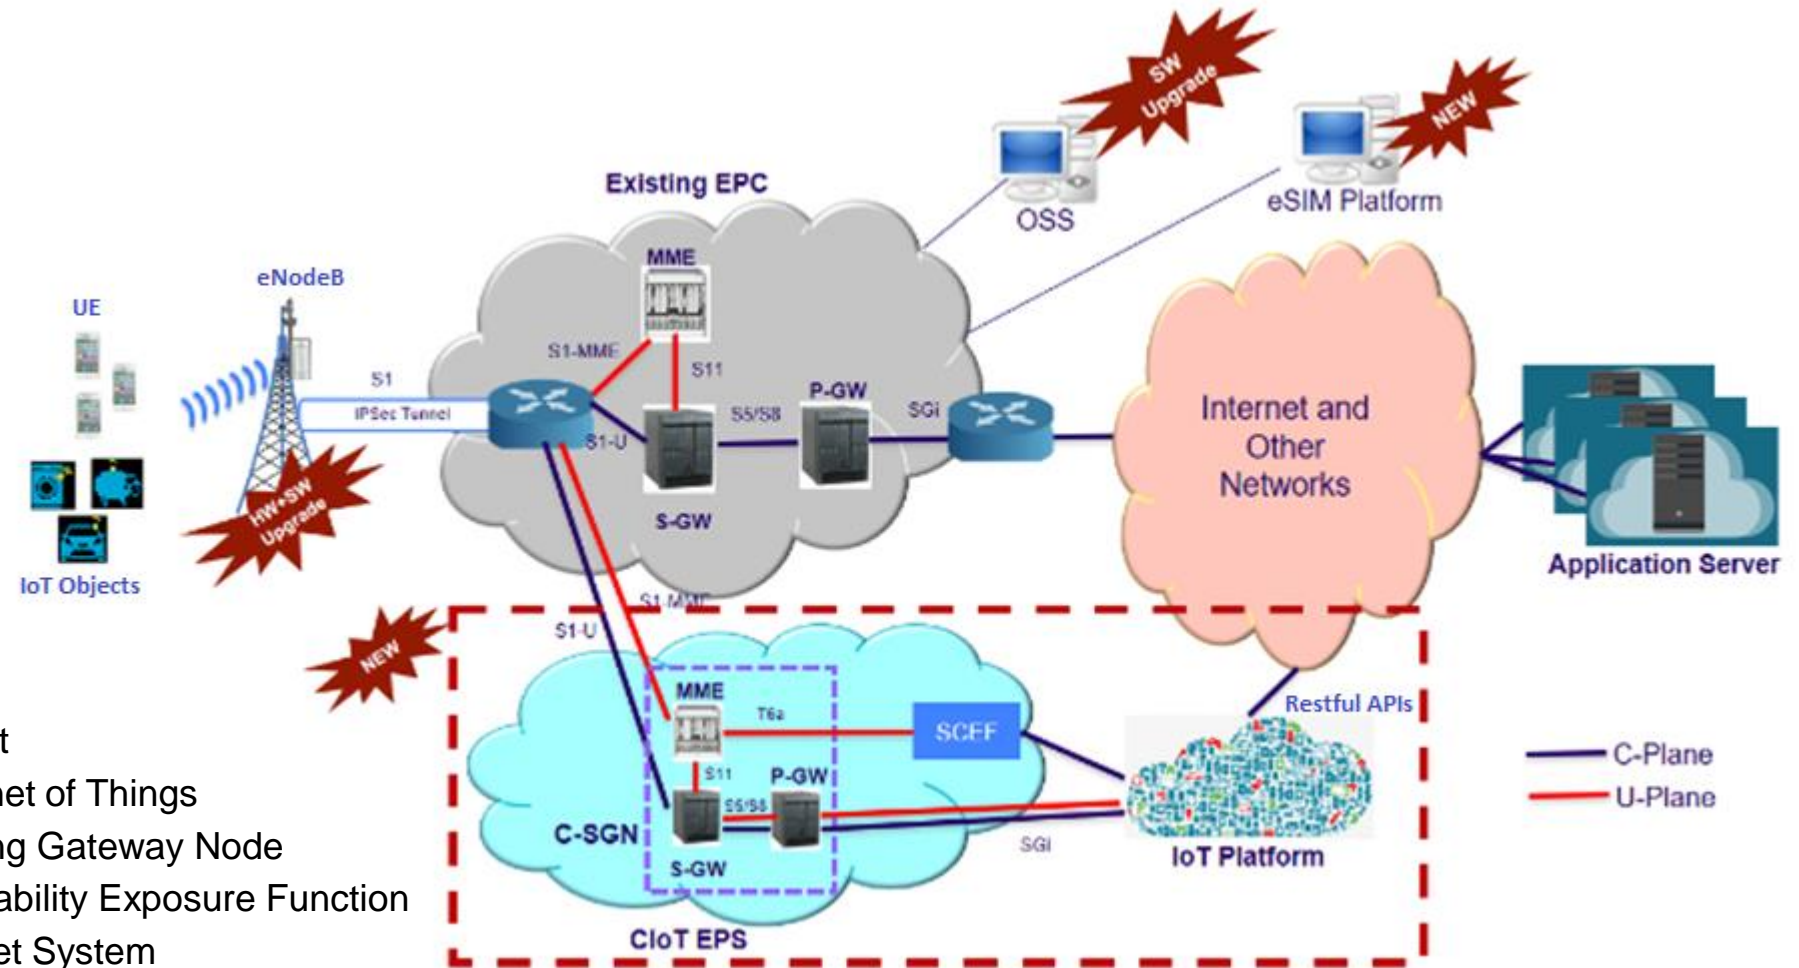 SW
Upgrade
NEW
Existing EPC
OSS
eSIM Platform
MME
eNodeB
UE
S1-MME
S11
S1
IPSec Tunnel
P-GW
S5/S8
SGi
S1-U
S-GW
Internet and
Other
Networks
HW+SW
Upgrade
IoT Objects
Application Server
S1-MME
S1-U
NEW
MME
T6a
SCEF
Restful APIs
S11
P-GW
S5/S8
C-SGN
S-GW
SGi
IoT Platform
CIoT EPS
C-Plane
U-Plane
t
net of Things
ng Gateway Node
ability Exposure Function
et System